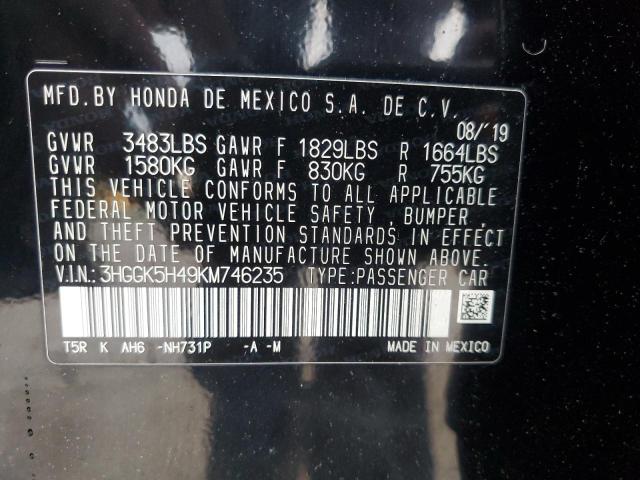 MFD. BY HONDA DE MEXICO S.A. DE C.V.
08/'19
GVWR 3483LBS GAWR F 1829LBS R 1664LBS
GVWR 1580KG GAWR F 830KG R 755KG
THIS VEHICLE CONFORMS TO ALL APPLICABLE
FEDERAL MOTOR VEHICLE SAFETY, BUMPER,
AND THEFT PREVENTION STANDARDS IN EFFECT
ON THE DATE OF MANUFACTURE SHOWN ABOVE.
V.I.N.: 3HGGK5H49KM746235 TYPE:PASSENGER CAR
T5R K AH6 -NH731P -A -M MADE IN MEXICO